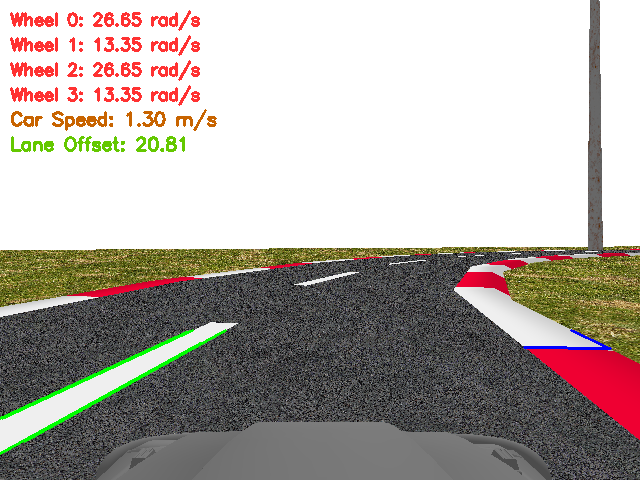 Wheel 0: 26.65 rad/s
Wheel 1: 13.35 rad/s
Wheel 2: 26.65 rad/s
Wheel 3: 13.35 rad/s
Car Speed: 1.30 m/s
Lane Offset: 20.81